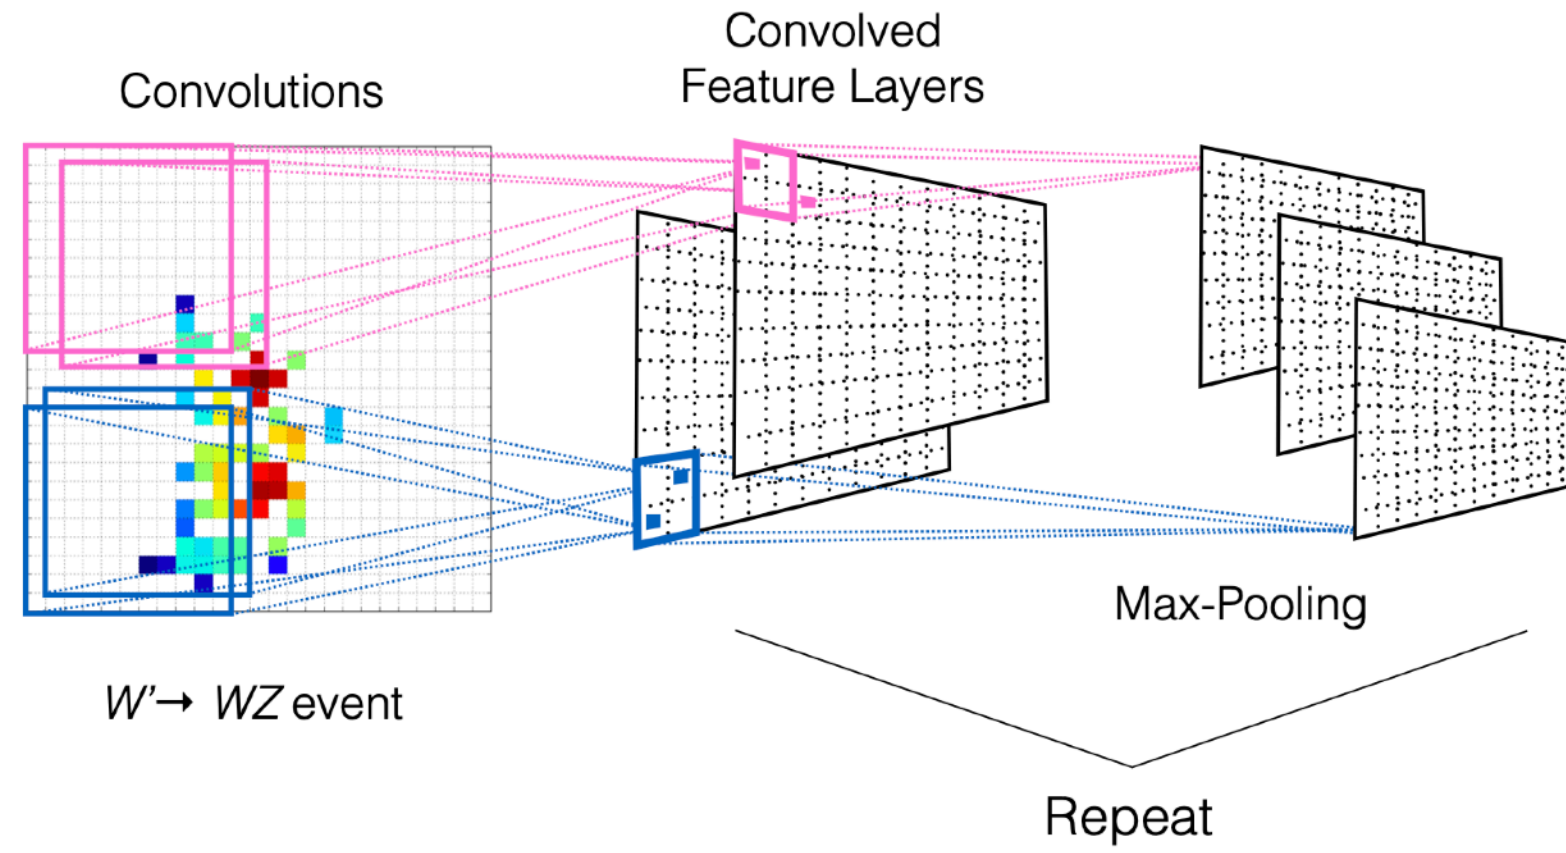 Convolutions
Convolved
Feature Layers
W'→ WZ event
Max-Pooling
Repeat